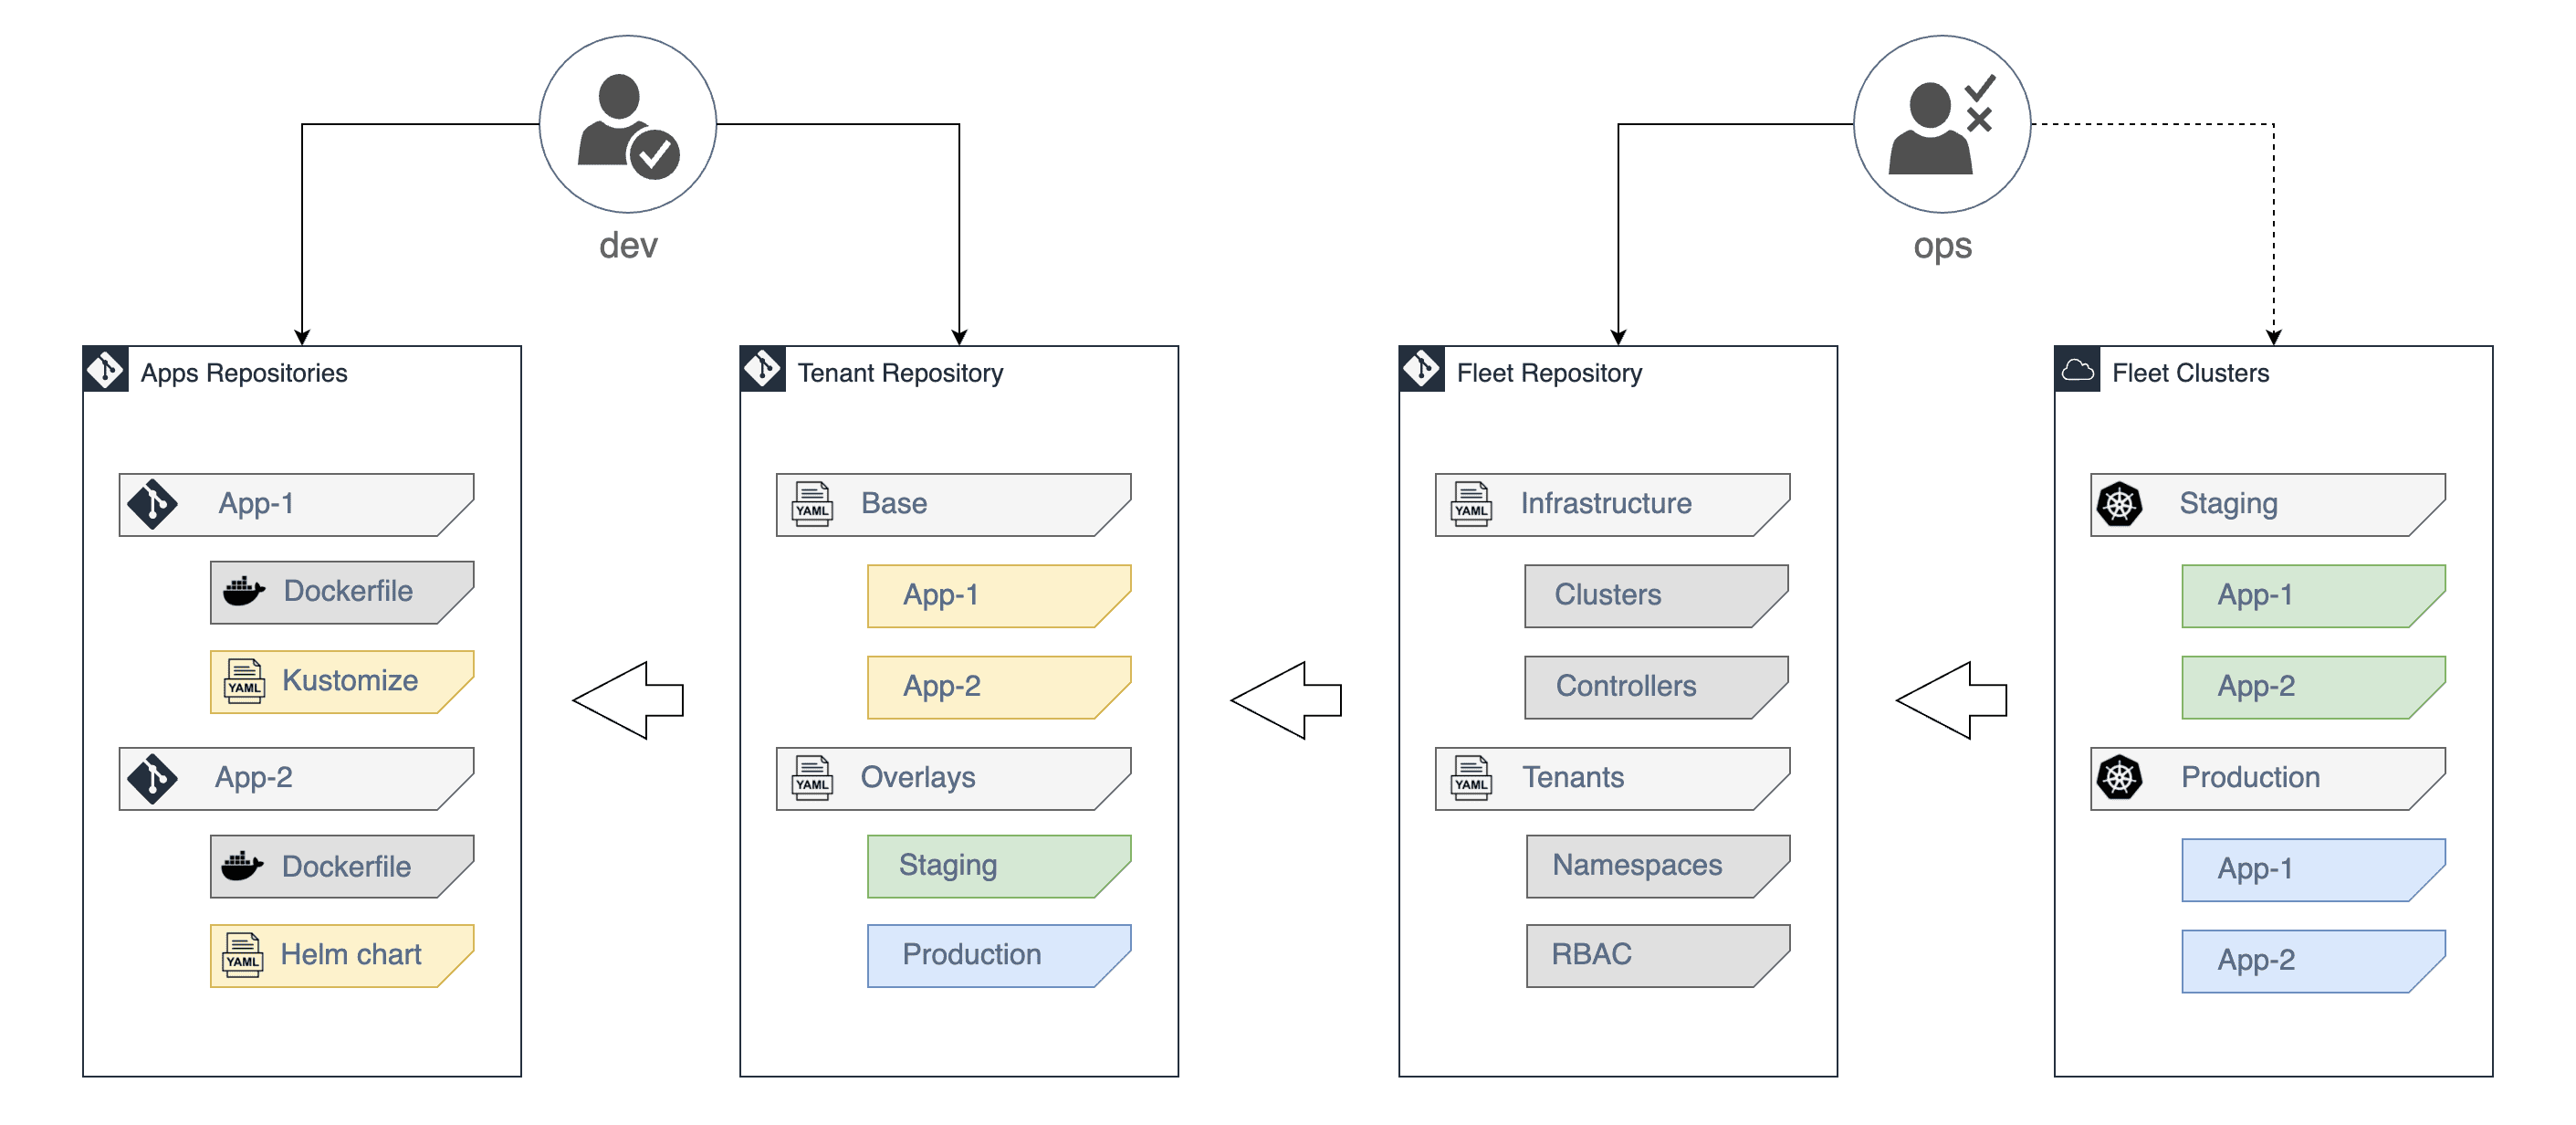 dev
ops
Apps Repositories
App-1
Dockerfile
YAML
Kustomize
App-2
Dockerfile
YAML
Helm chart
Tenant Repository
YAML
Base
App-1
App-2
YAML
Overlays
Staging
Production
Fleet Repository
YAML
Infrastructure
Clusters
Controllers
YAML
Tenants
Namespaces
RBAC
Fleet Clusters
Staging
App-1
App-2
Production
App-1
App-2